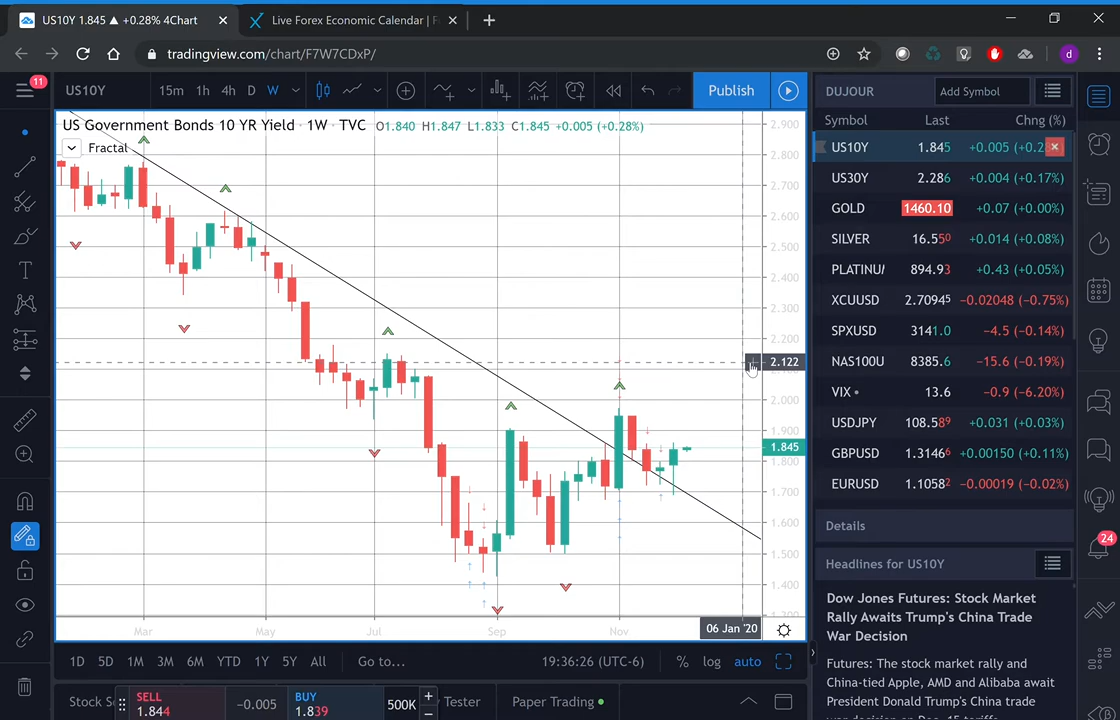 US10Y 1.845 ▲ +0.28% 4Chart
Live Forex Economic Calendar | F
tradingview.com/chart/F7W7CDxP/
d
11
US10Y
15m 1h 4h D W
Publish
DUJOUR
Add Symbol
US Government Bonds 10 YR Yield · 1W · TVC O1.840 H1.847 L1.833 C1.845 +0.005 (+0.28%)
Fractal
Symbol Last Chng (%)
US10Y 1.845 +0.005 (+0.2
US30Y 2.286 +0.004 (+0.17%)
GOLD 1460.10 +0.07 (+0.00%)
SILVER 16.550 +0.014 (+0.08%)
PLATINU 894.93 +0.43 (+0.05%)
XCUUSD 2.70945 −0.02048 (−0.75%)
SPXUSD 3141.0 −4.5 (−0.14%)
NAS100U 8385.6 −15.6 (−0.19%)
VIX 13.6 −0.9 (−6.20%)
USDJPY 108.589 +0.031 (+0.03%)
GBPUSD 1.31466 +0.00150 (+0.11%)
EURUSD 1.10582 −0.00019 (−0.02%)
2.900
2.800
2.700
2.600
2.500
2.400
2.300
2.200
2.122
2.000
1.900
1.845
1.800
1.700
1.600
1.500
1.400
Mar May Jul Sep Nov 06 Jan '20
Details
24
Headlines for US10Y
Dow Jones Futures: Stock Market
Rally Awaits Trump's China Trade
War Decision
Futures: The stock market rally and
China-tied Apple, AMD and Alibaba await
President Donald Trump's China trade
1D 5D 1M 3M 6M YTD 1Y 5Y All Go to... 19:36:26 (UTC-6) % log auto
Stock S
SELL
1.844
−0.005
BUY
1.839
500K
+
−
Tester
Paper Trading